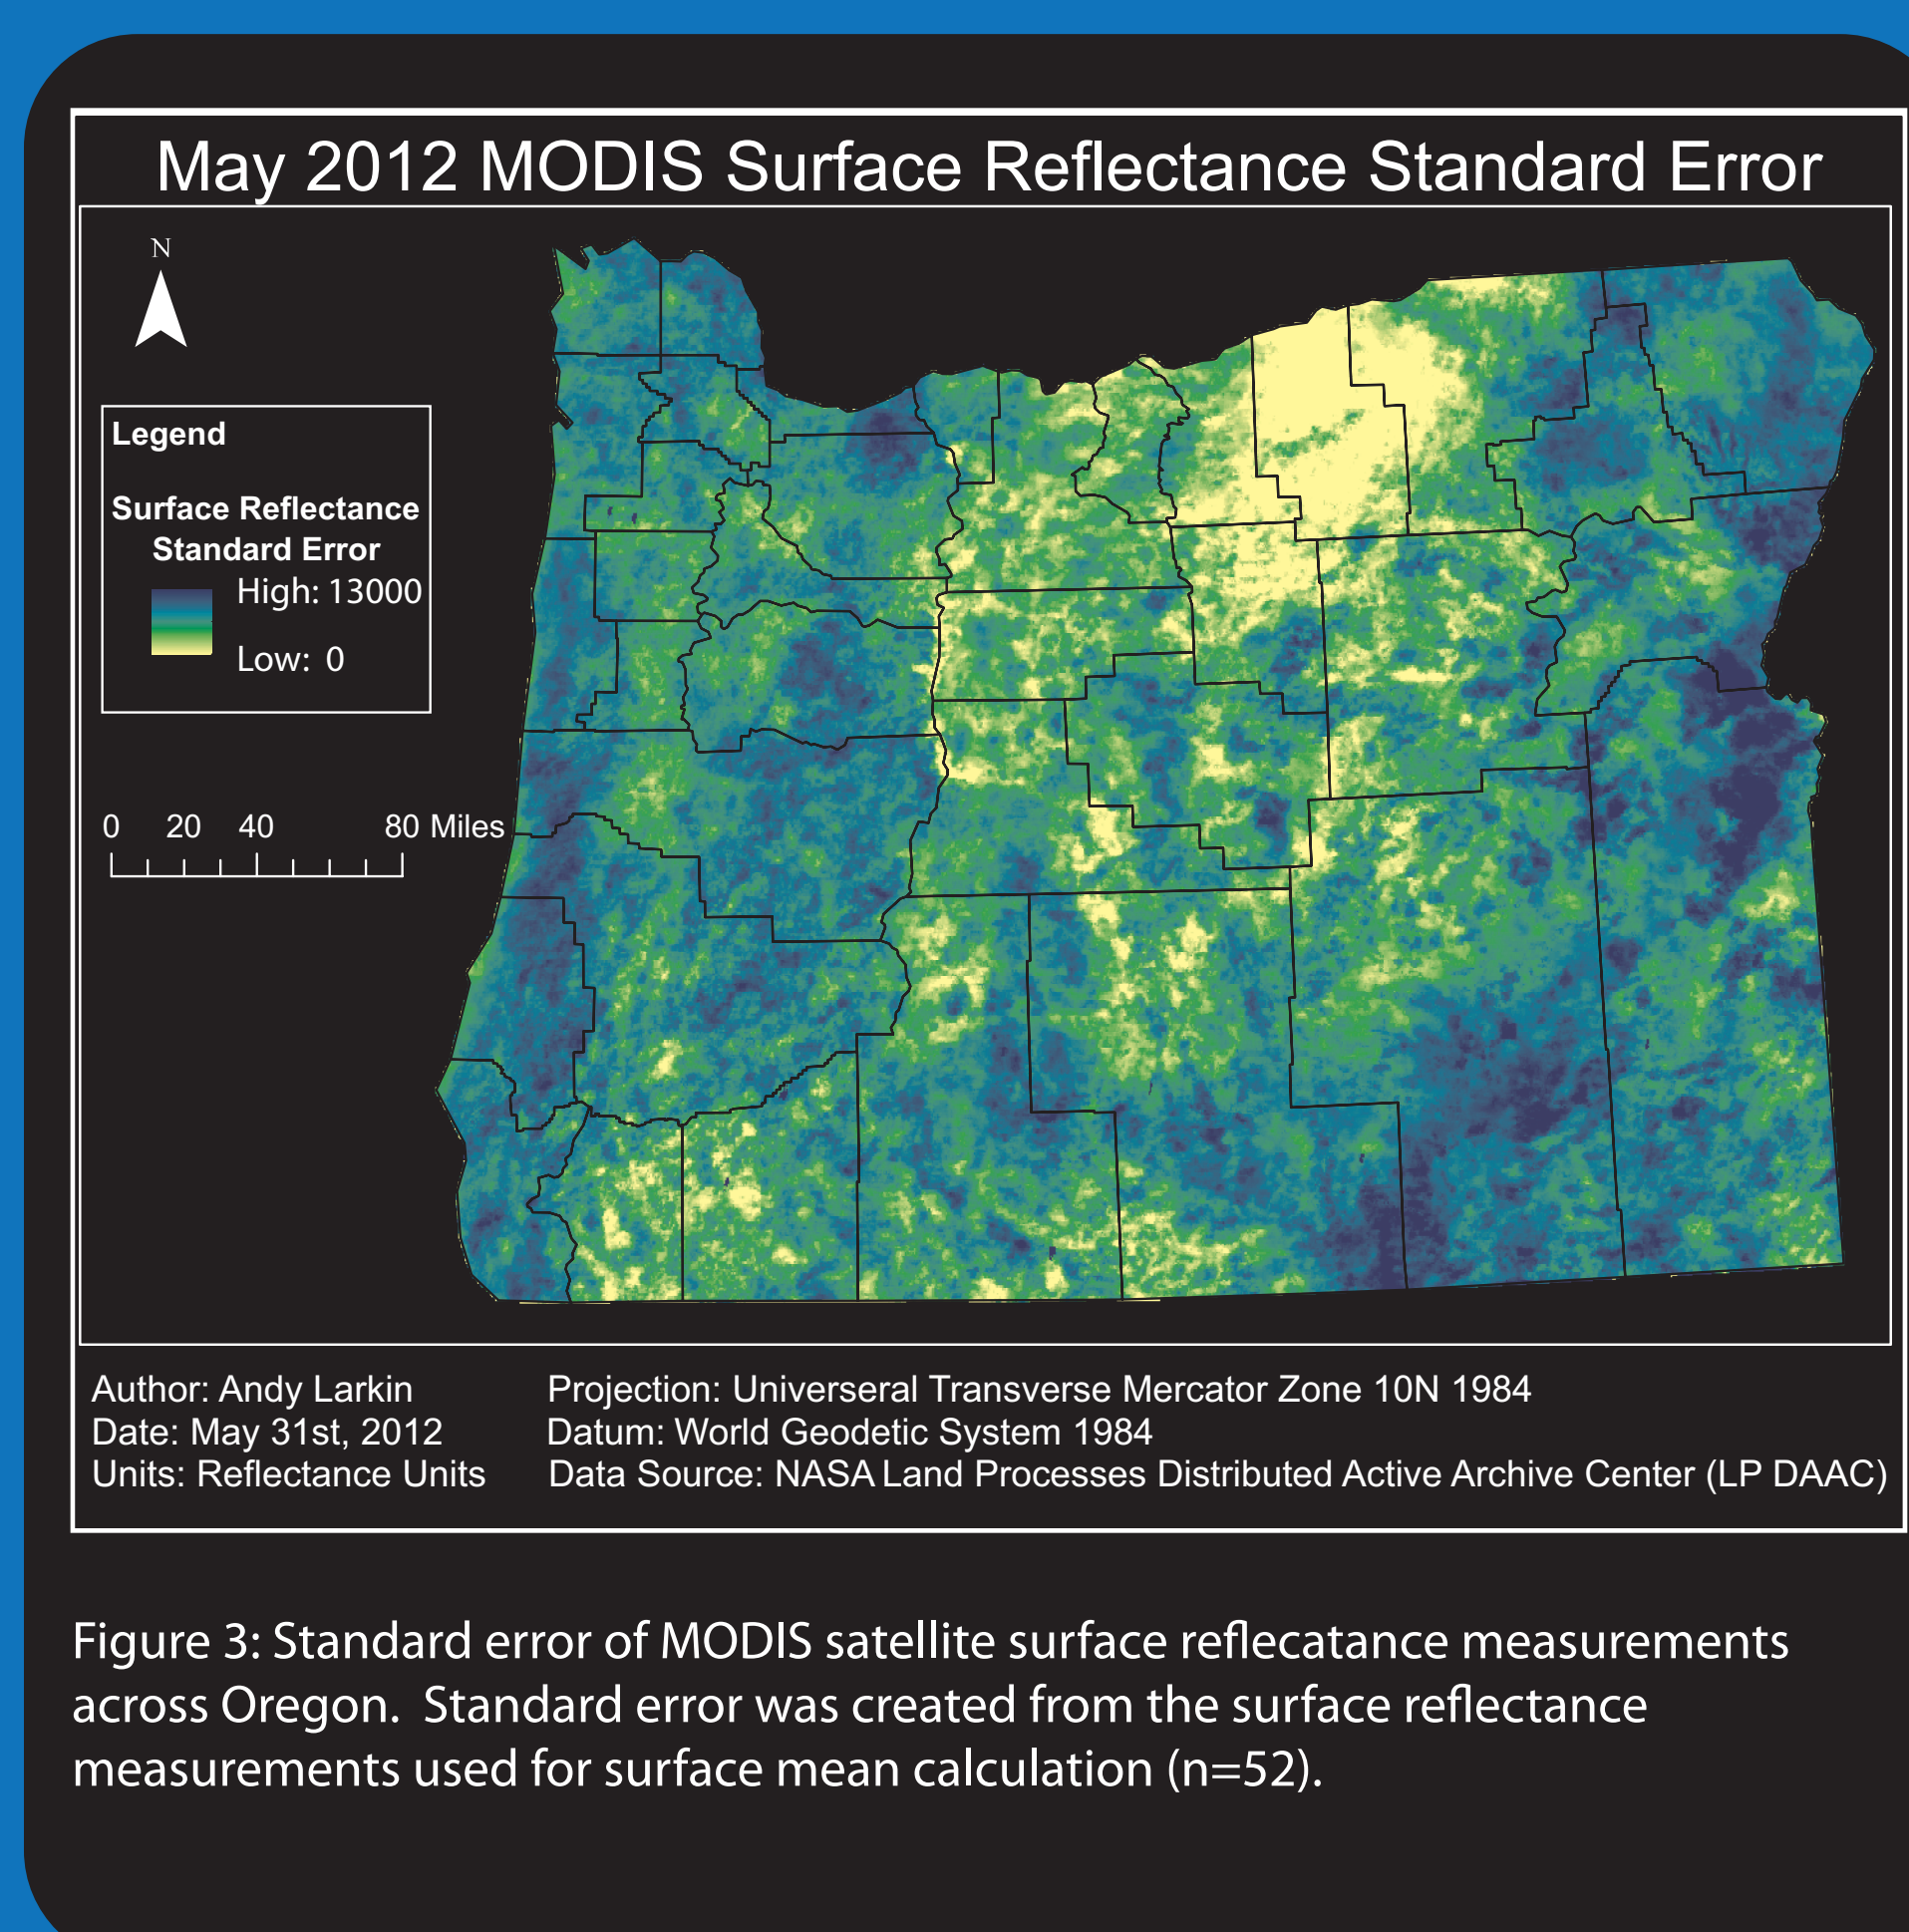 May 2012 MODIS Surface Reflectance Standard Error
N
Legend
Surface Reflectance
Standard Error
High: 13000
Low: 0
0 20 40 80 Miles
Author: Andy Larkin
Date: May 31st, 2012
Units: Reflectance Units
Projection: Universeral Transverse Mercator Zone 10N 1984
Datum: World Geodetic System 1984
Data Source: NASA Land Processes Distributed Active Archive Center (LP DAAC)
Figure 3: Standard error of MODIS satellite surface reflecatance measurements
across Oregon.  Standard error was created from the surface reflectance
measurements used for surface mean calculation (n=52).